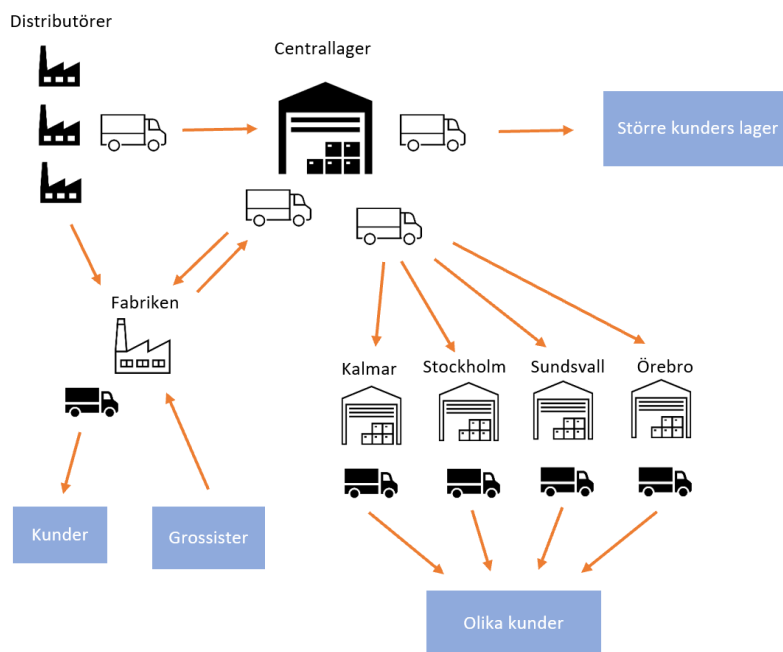 Distributörer
Centrallager
Större kunders lager
Fabriken
Kalmar
Stockholm
Sundsvall
Örebro
Kunder
Grossister
Olika kunder